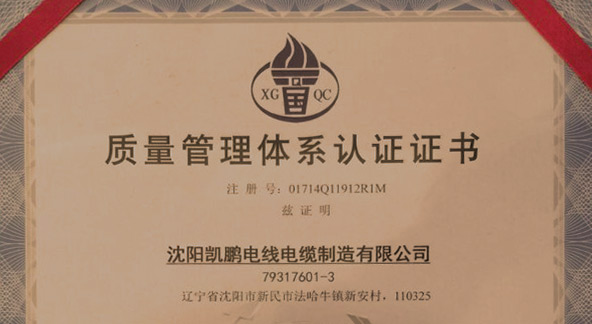 XG QC
质量管理体系认证证书
注 册 号：01714Q11912R1M
兹 证 明
沈阳凯鹏电线电缆制造有限公司
79317601-3
辽宁省沈阳市新民市法哈牛镇新安村，110325